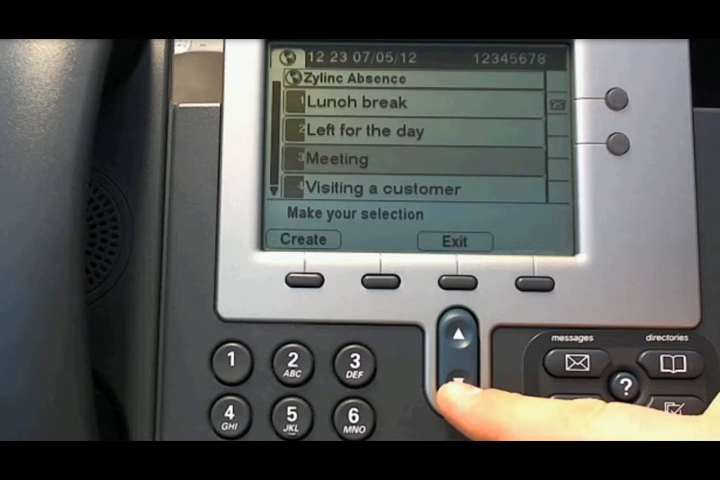 12 23 07/05/12 12345678
Zylinc Absence
1 Lunch break
2 Left for the day
3 Meeting
4 Visiting a customer
Make your selection
Create Exit
messages directories
1 2 ABC 3 DEF
?
4 GHI 5 JKL 6 MNO